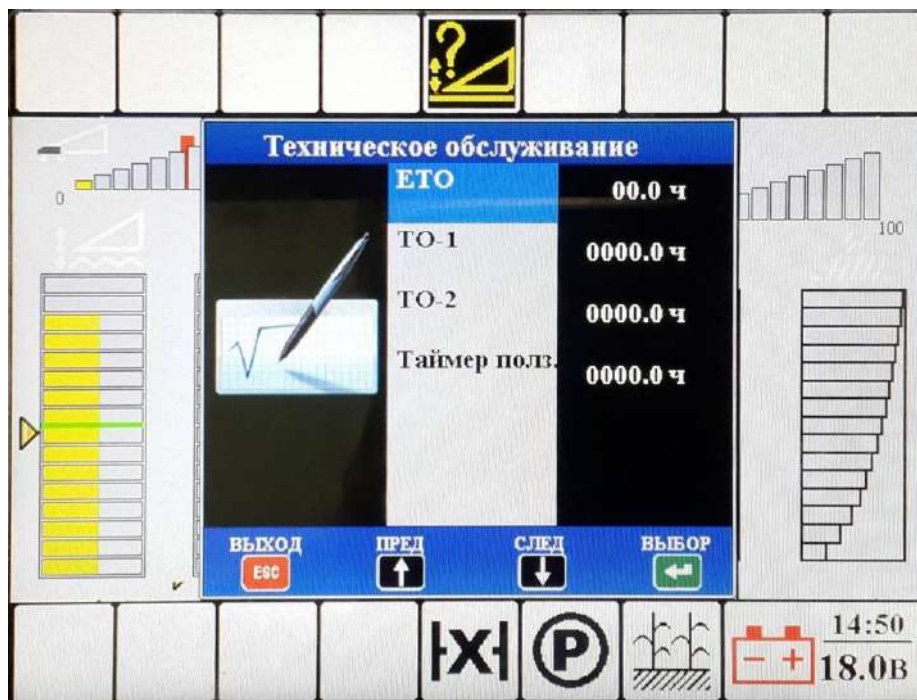 ?
Техническое обслуживание
ЕТО 00.0 ч
ТО-1 0000.0 ч
ТО-2 0000.0 ч
Таймер полз. 0000.0 ч
0
100
ВЫХОД ПРЕД СЛЕД ВЫБОР
ESC
X P
14:50
18.0В